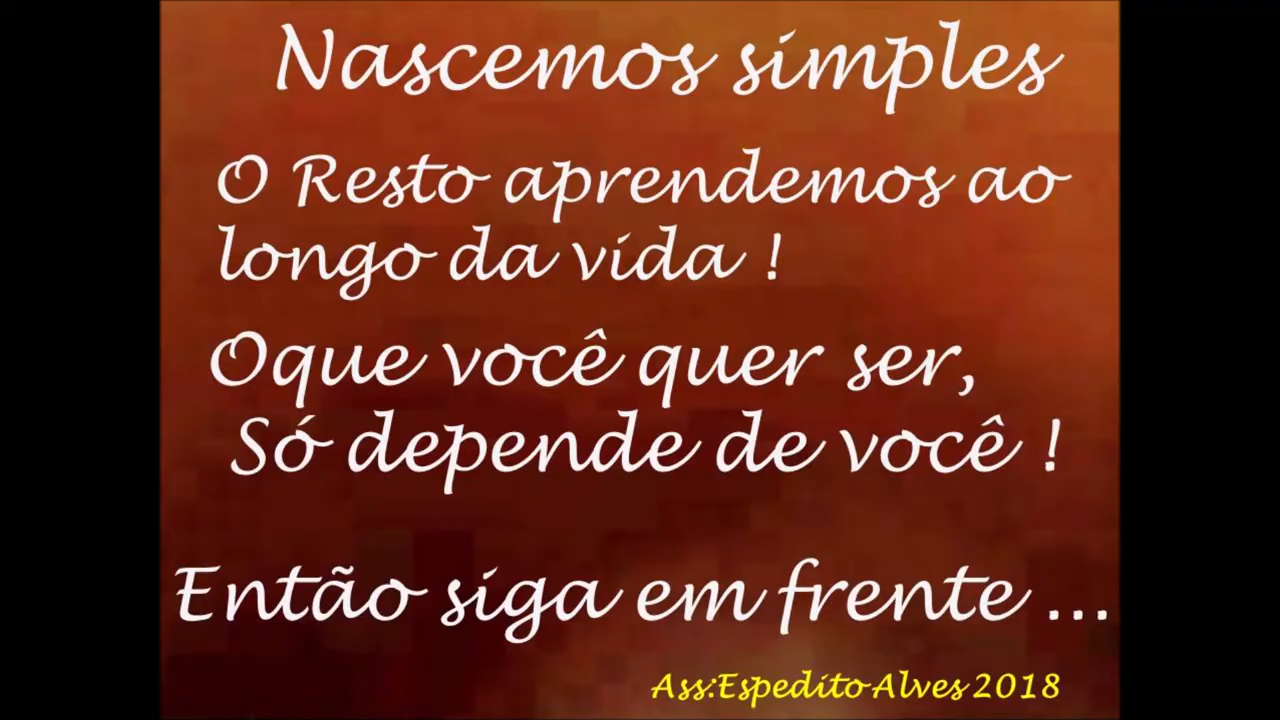 Nascemos simples
O Resto aprendemos ao
longo da vida !
Oque você quer ser,
Só depende de você !
Então siga em frente ...
Ass:Espedito Alves 2018